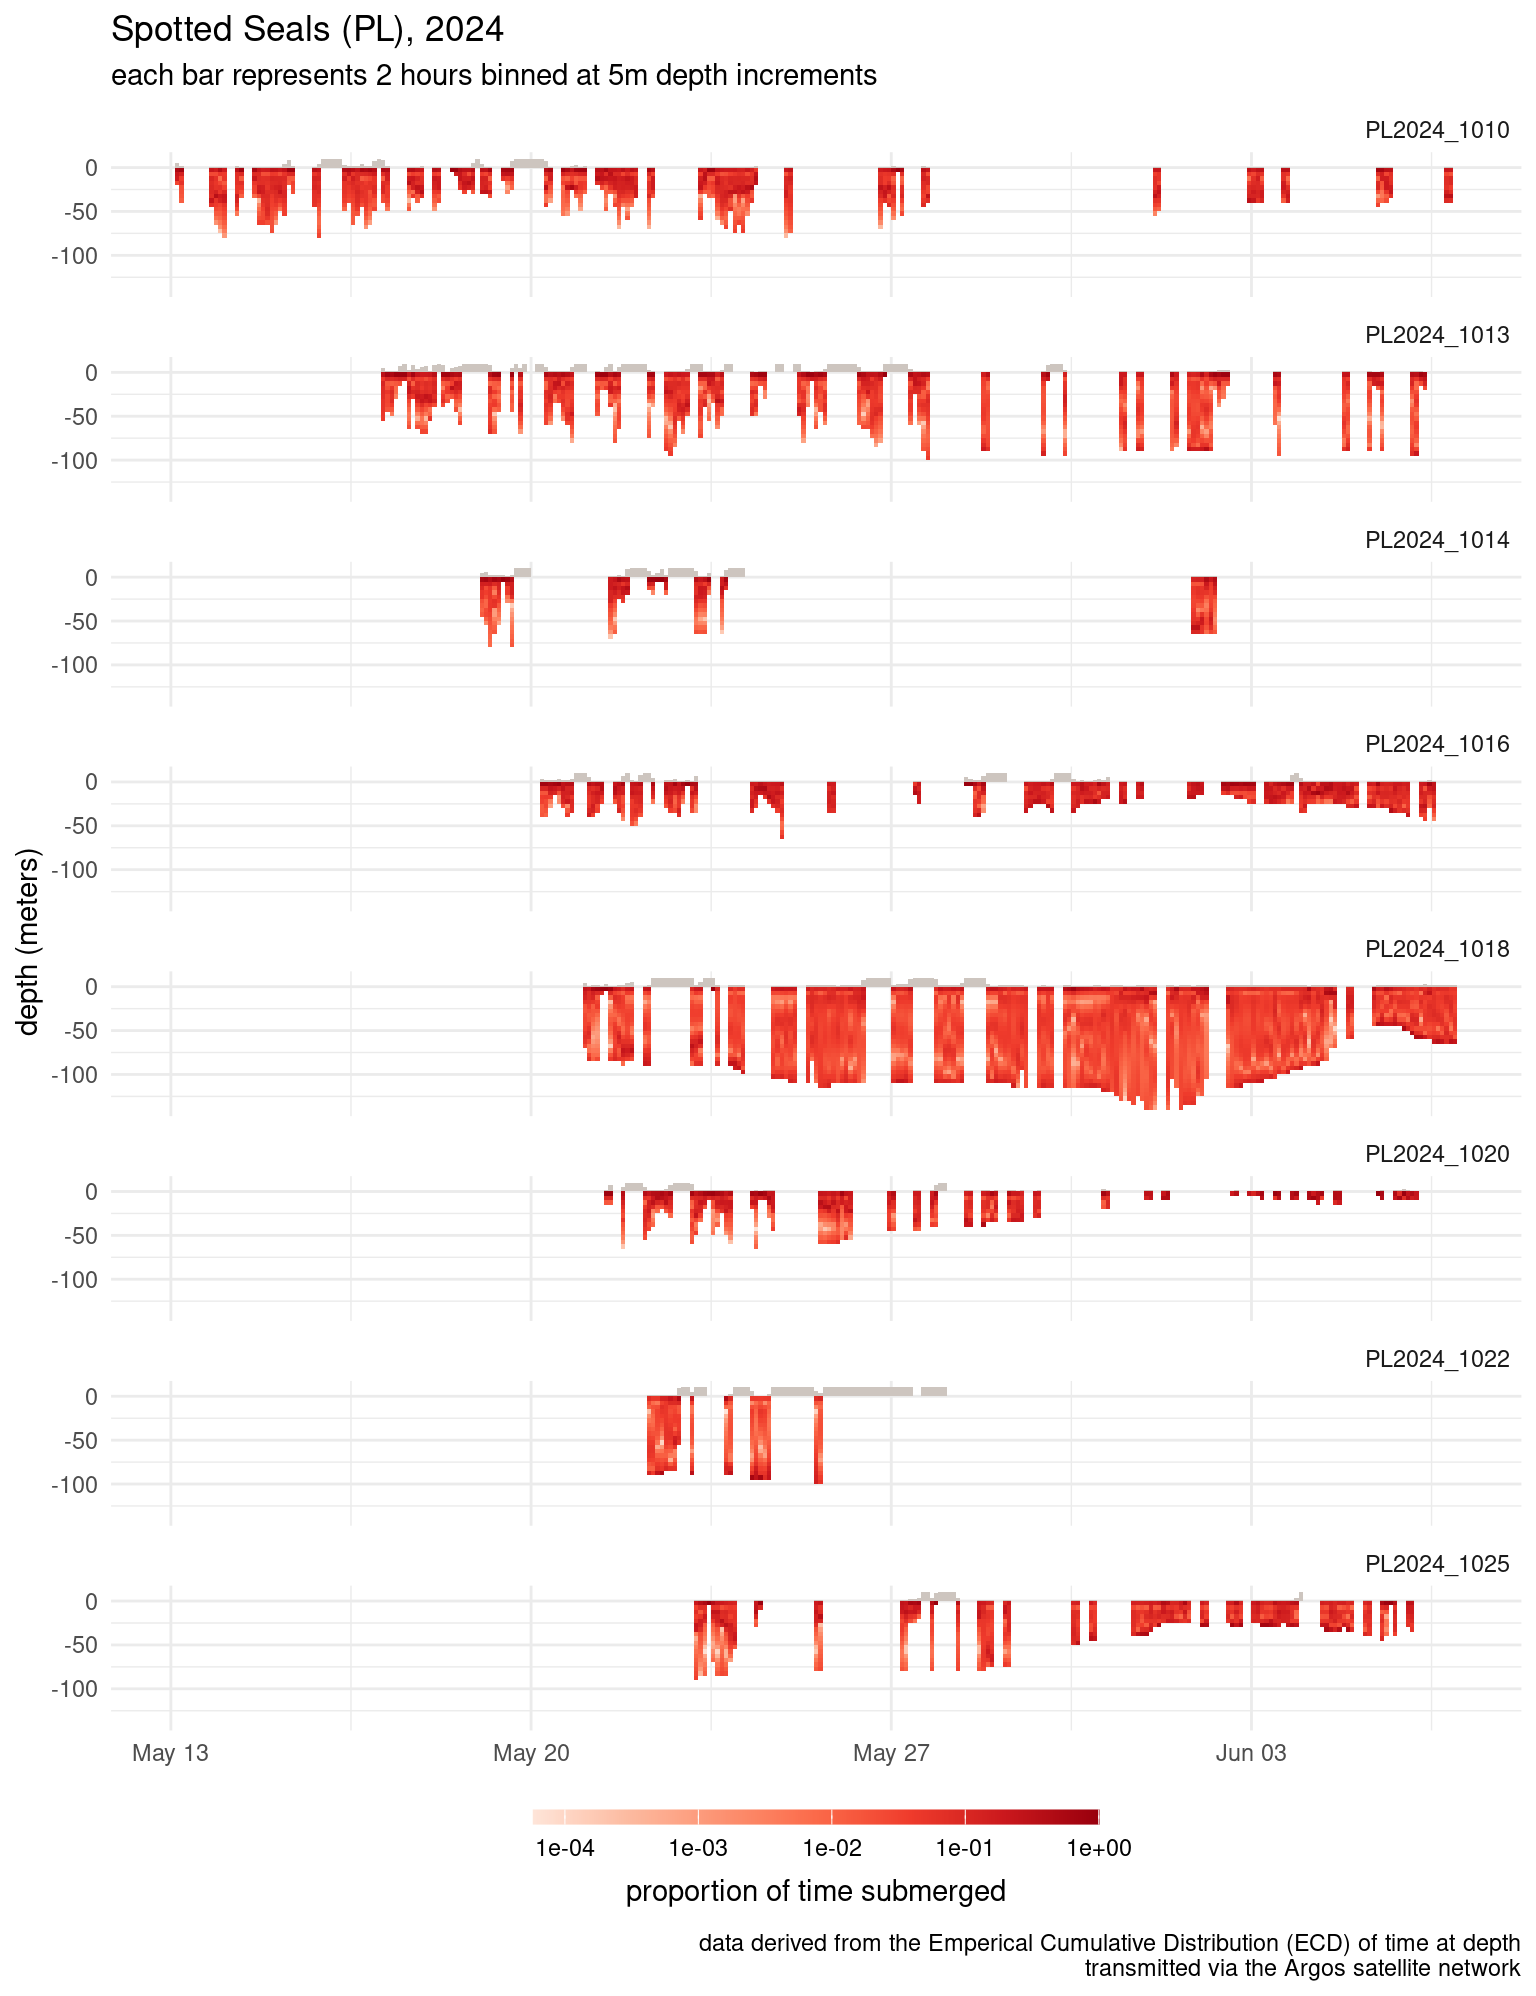 Spotted Seals (PL), 2024
each bar represents 2 hours binned at 5m depth increments
PL2024_1010
0
-50
-100
PL2024_1013
0
-50
-100
PL2024_1014
0
-50
-100
PL2024_1016
0
-50
-100
depth (meters)
PL2024_1018
0
-50
-100
PL2024_1020
0
-50
-100
PL2024_1022
0
-50
-100
PL2024_1025
0
-50
-100
May 13 May 20 May 27 Jun 03
1e-04 1e-03 1e-02 1e-01 1e+00
proportion of time submerged
data derived from the Emperical Cumulative Distribution (ECD) of time at depth
transmitted via the Argos satellite network